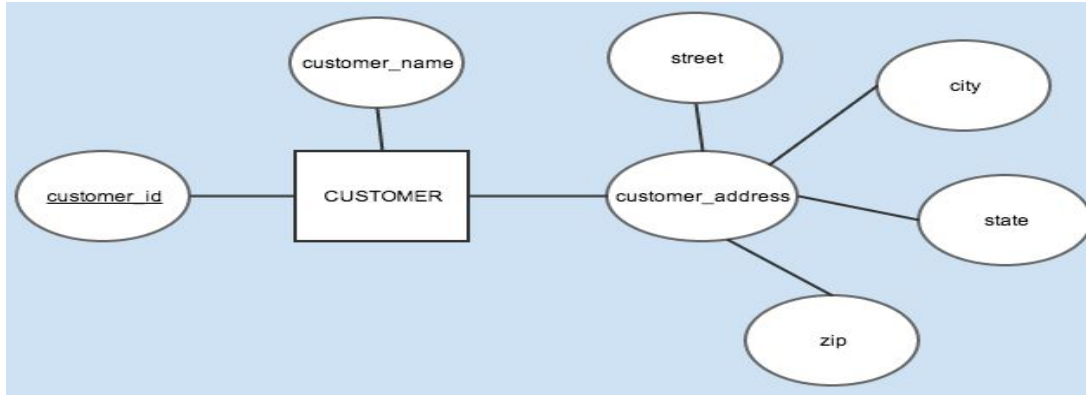 customer_name
street
city
customer_id
CUSTOMER
customer_address
state
zip